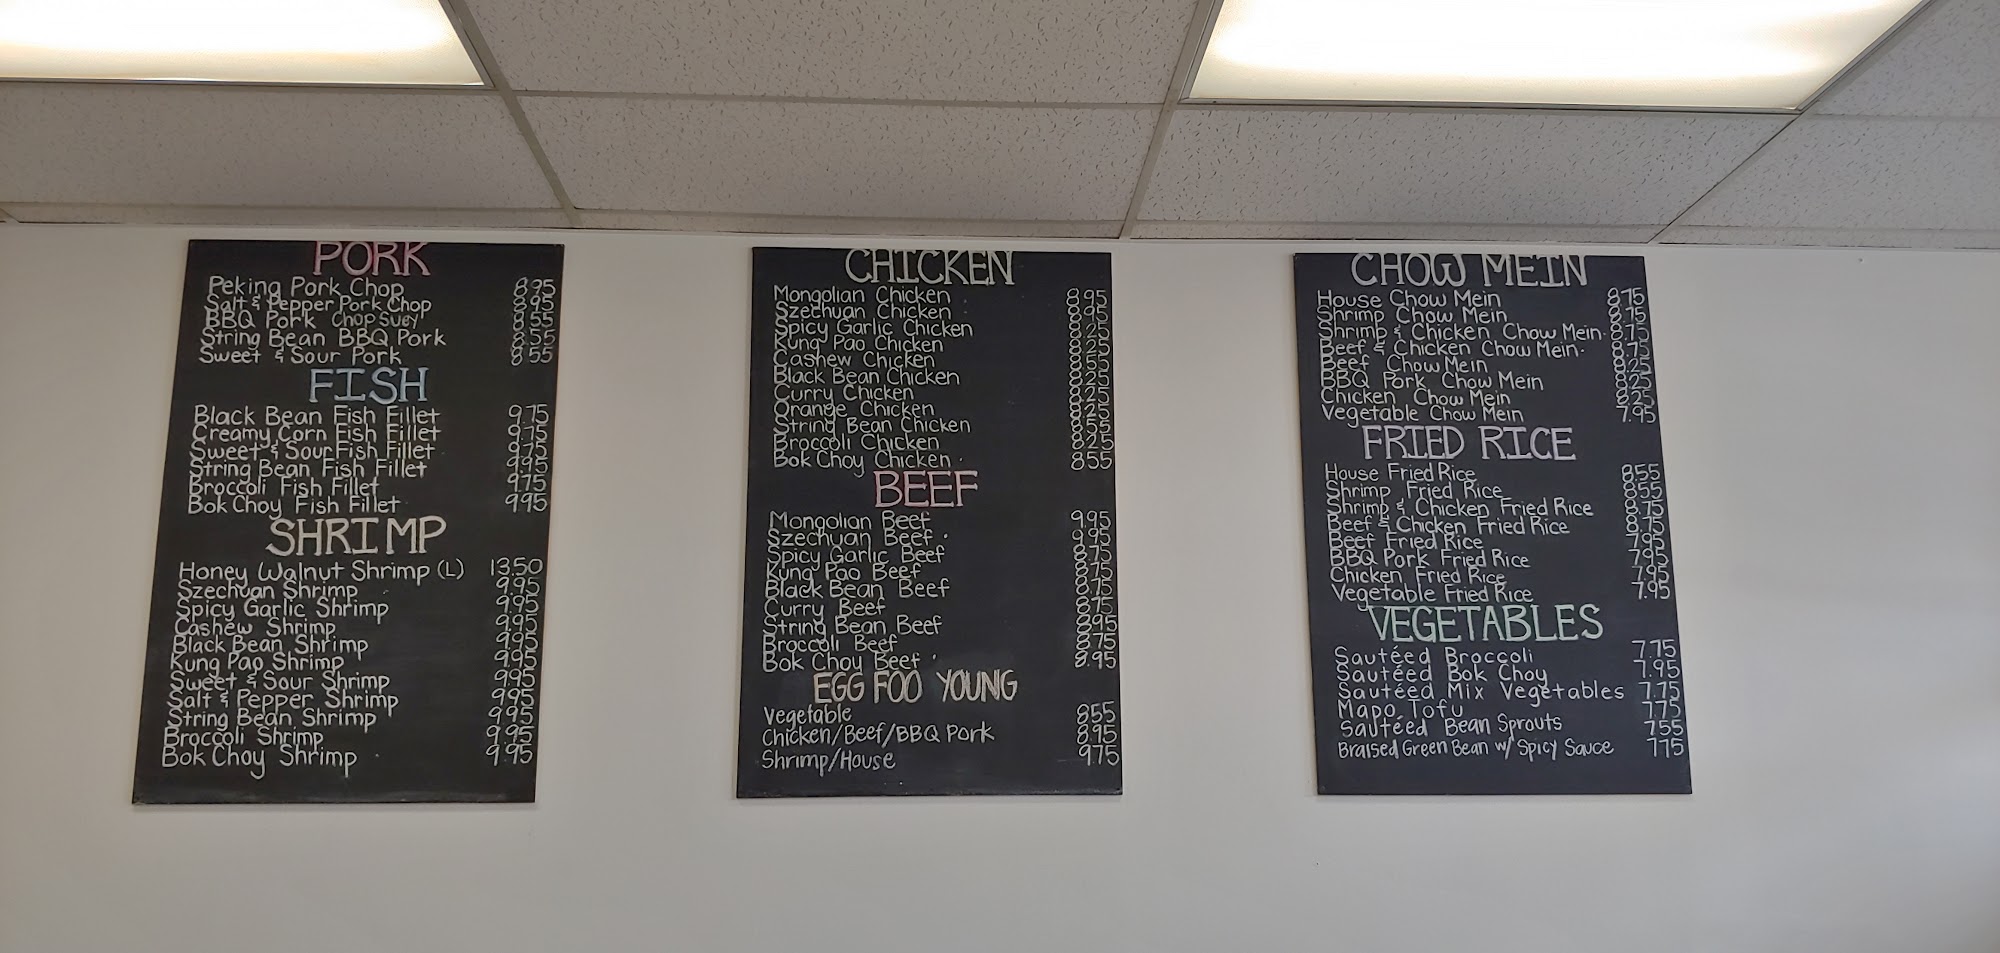 PORK
Peking Pork Chop 8.95
Salt & Pepper Pork Chop 8.95
BBQ Pork Chop Suey 8.55
String Bean BBQ Pork 8.55
Sweet & Sour Pork 8.55
FISH
Black Bean Fish Fillet 9.75
Creamy Corn Fish Fillet 9.75
Sweet & Sour Fish Fillet 9.75
String Bean Fish Fillet 9.95
Broccoli Fish Fillet 9.75
Bok Choy Fish Fillet 9.95
SHRIMP
Honey Walnut Shrimp (L) 13.50
Szechuan Shrimp 9.95
Spicy Garlic Shrimp 9.95
Cashew Shrimp 9.95
Black Bean Shrimp 9.95
Kung Pao Shrimp 9.95
Sweet & Sour Shrimp 9.95
Salt & Pepper Shrimp 9.95
String Bean Shrimp 9.95
Broccoli Shrimp 9.95
Bok Choy Shrimp 9.95
CHICKEN
Mongolian Chicken 8.95
Szechuan Chicken 8.95
Spicy Garlic Chicken 8.25
Kung Pao Chicken 8.25
Cashew Chicken 8.55
Black Bean Chicken 8.25
Curry Chicken 8.25
Orange Chicken 8.25
String Bean Chicken 8.55
Broccoli Chicken 8.25
Bok Choy Chicken 8.55
BEEF
Mongolian Beef 9.95
Szechuan Beef 9.95
Spicy Garlic Beef 8.75
Kung Pao Beef 8.75
Black Bean Beef 8.75
Curry Beef 8.75
String Bean Beef 8.95
Broccoli Beef 8.75
Bok Choy Beef 8.95
EGG FOO YOUNG
Vegetable 8.55
Chicken/Beef/BBQ Pork 8.95
Shrimp/House 9.75
CHOW MEIN
House Chow Mein 8.75
Shrimp Chow Mein 8.75
Shrimp & Chicken Chow Mein 8.75
Beef & Chicken Chow Mein 8.75
Beef Chow Mein 8.25
BBQ Pork Chow Mein 8.25
Chicken Chow Mein 8.25
Vegetable Chow Mein 7.95
FRIED RICE
House Fried Rice 8.55
Shrimp Fried Rice 8.55
Shrimp & Chicken Fried Rice 8.75
Beef & Chicken Fried Rice 8.75
Beef Fried Rice 7.95
BBQ Pork Fried Rice 7.95
Chicken Fried Rice 7.95
Vegetable Fried Rice 7.95
VEGETABLES
Sautéed Broccoli 7.75
Sautéed Bok Choy 7.95
Sautéed Mix Vegetables 7.75
Mapo Tofu 7.75
Sautéed Bean Sprouts 7.55
Braised Green Bean w/ Spicy Sauce 7.75